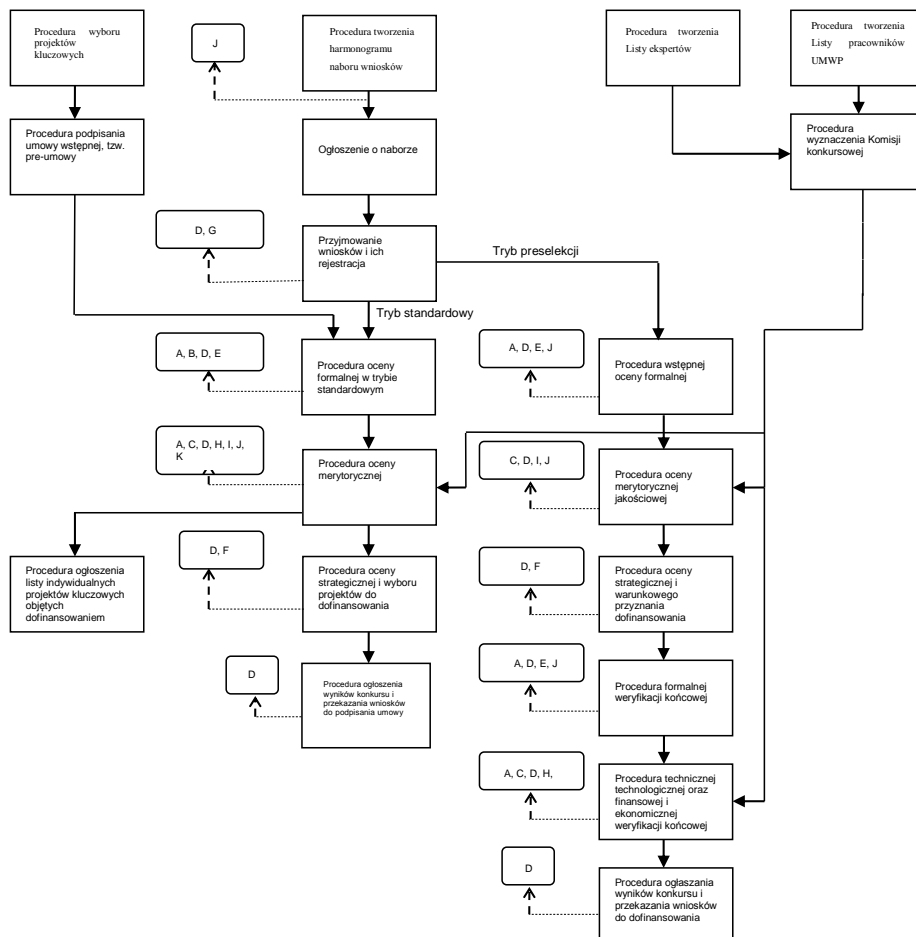 Procedura wyboru
projektów
kluczowych
J
Procedura tworzenia
harmonogramu
naboru wniosków
Procedura tworzenia
Listy ekspertów
Procedura tworzenia
Listy pracowników
UMWP
Procedura podpisania
umowy wstępnej, tzw.
pre-umowy
Ogłoszenie o naborze
Procedura
wyznaczenia Komisji
konkursowej
D, G
Przyjmowanie
wniosków i ich
rejestracja
Tryb preselekcji
Tryb standardowy
A, B, D, E
Procedura oceny
formalnej w trybie
standardowym
A, D, E, J
Procedura wstępnej
oceny formalnej
A, C, D, H, I, J,
K
Procedura oceny
merytorycznej
C, D, I, J
Procedura oceny
merytorycznej
jakościowej
Procedura ogłoszenia
listy indywidualnych
projektów kluczowych
objętych
dofinansowaniem
D, F
Procedura oceny
strategicznej i wyboru
projektów do
dofinansowania
D, F
Procedura oceny
strategicznej i
warunkowego
przyznania
dofinansowania
D
Procedura ogłoszenia
wyników konkursu i
przekazania wniosków
do podpisania umowy
A, D, E, J
Procedura formalnej
weryfikacji końcowej
A, C, D, H,
Procedura technicznej
technologicznej oraz
finansowej i
ekonomicznej
weryfikacji końcowej
D
Procedura ogłaszania
wyników konkursu i
przekazania wniosków
do dofinansowania